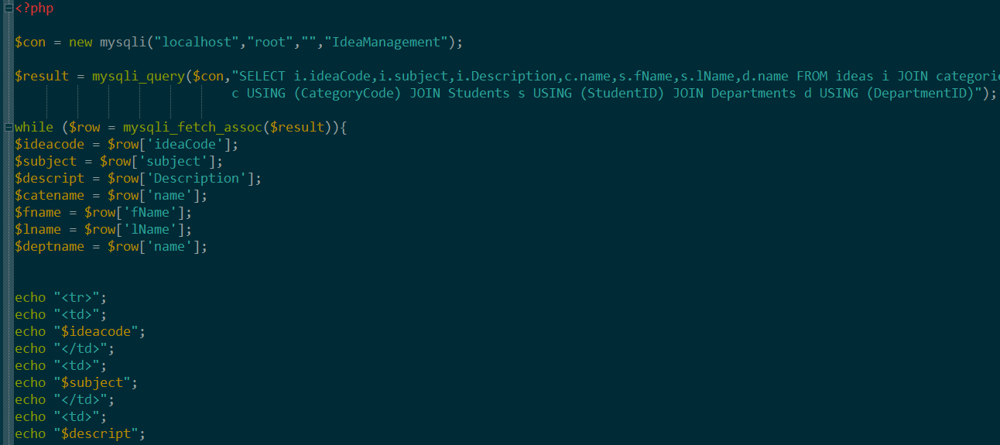 <?php
$con = new mysqli("localhost","root","","IdeaManagement");
$result = mysqli_query($con,"SELECT i.ideaCode,i.subject,i.Description,c.name,s.fName,s.lName,d.name FROM ideas i JOIN categorie
c USING (CategoryCode) JOIN Students s USING (StudentID) JOIN Departments d USING (DepartmentID)");
while ($row = mysqli_fetch_assoc($result)){
$ideacode = $row['ideaCode'];
$subject = $row['subject'];
$descript = $row['Description'];
$catename = $row['name'];
$fname = $row['fName'];
$lname = $row['lName'];
$deptname = $row['name'];
echo "<tr>";
echo "<td>";
echo "$ideacode";
echo "</td>";
echo "<td>";
echo "$subject";
echo "</td>";
echo "<td>";
echo "$descript";